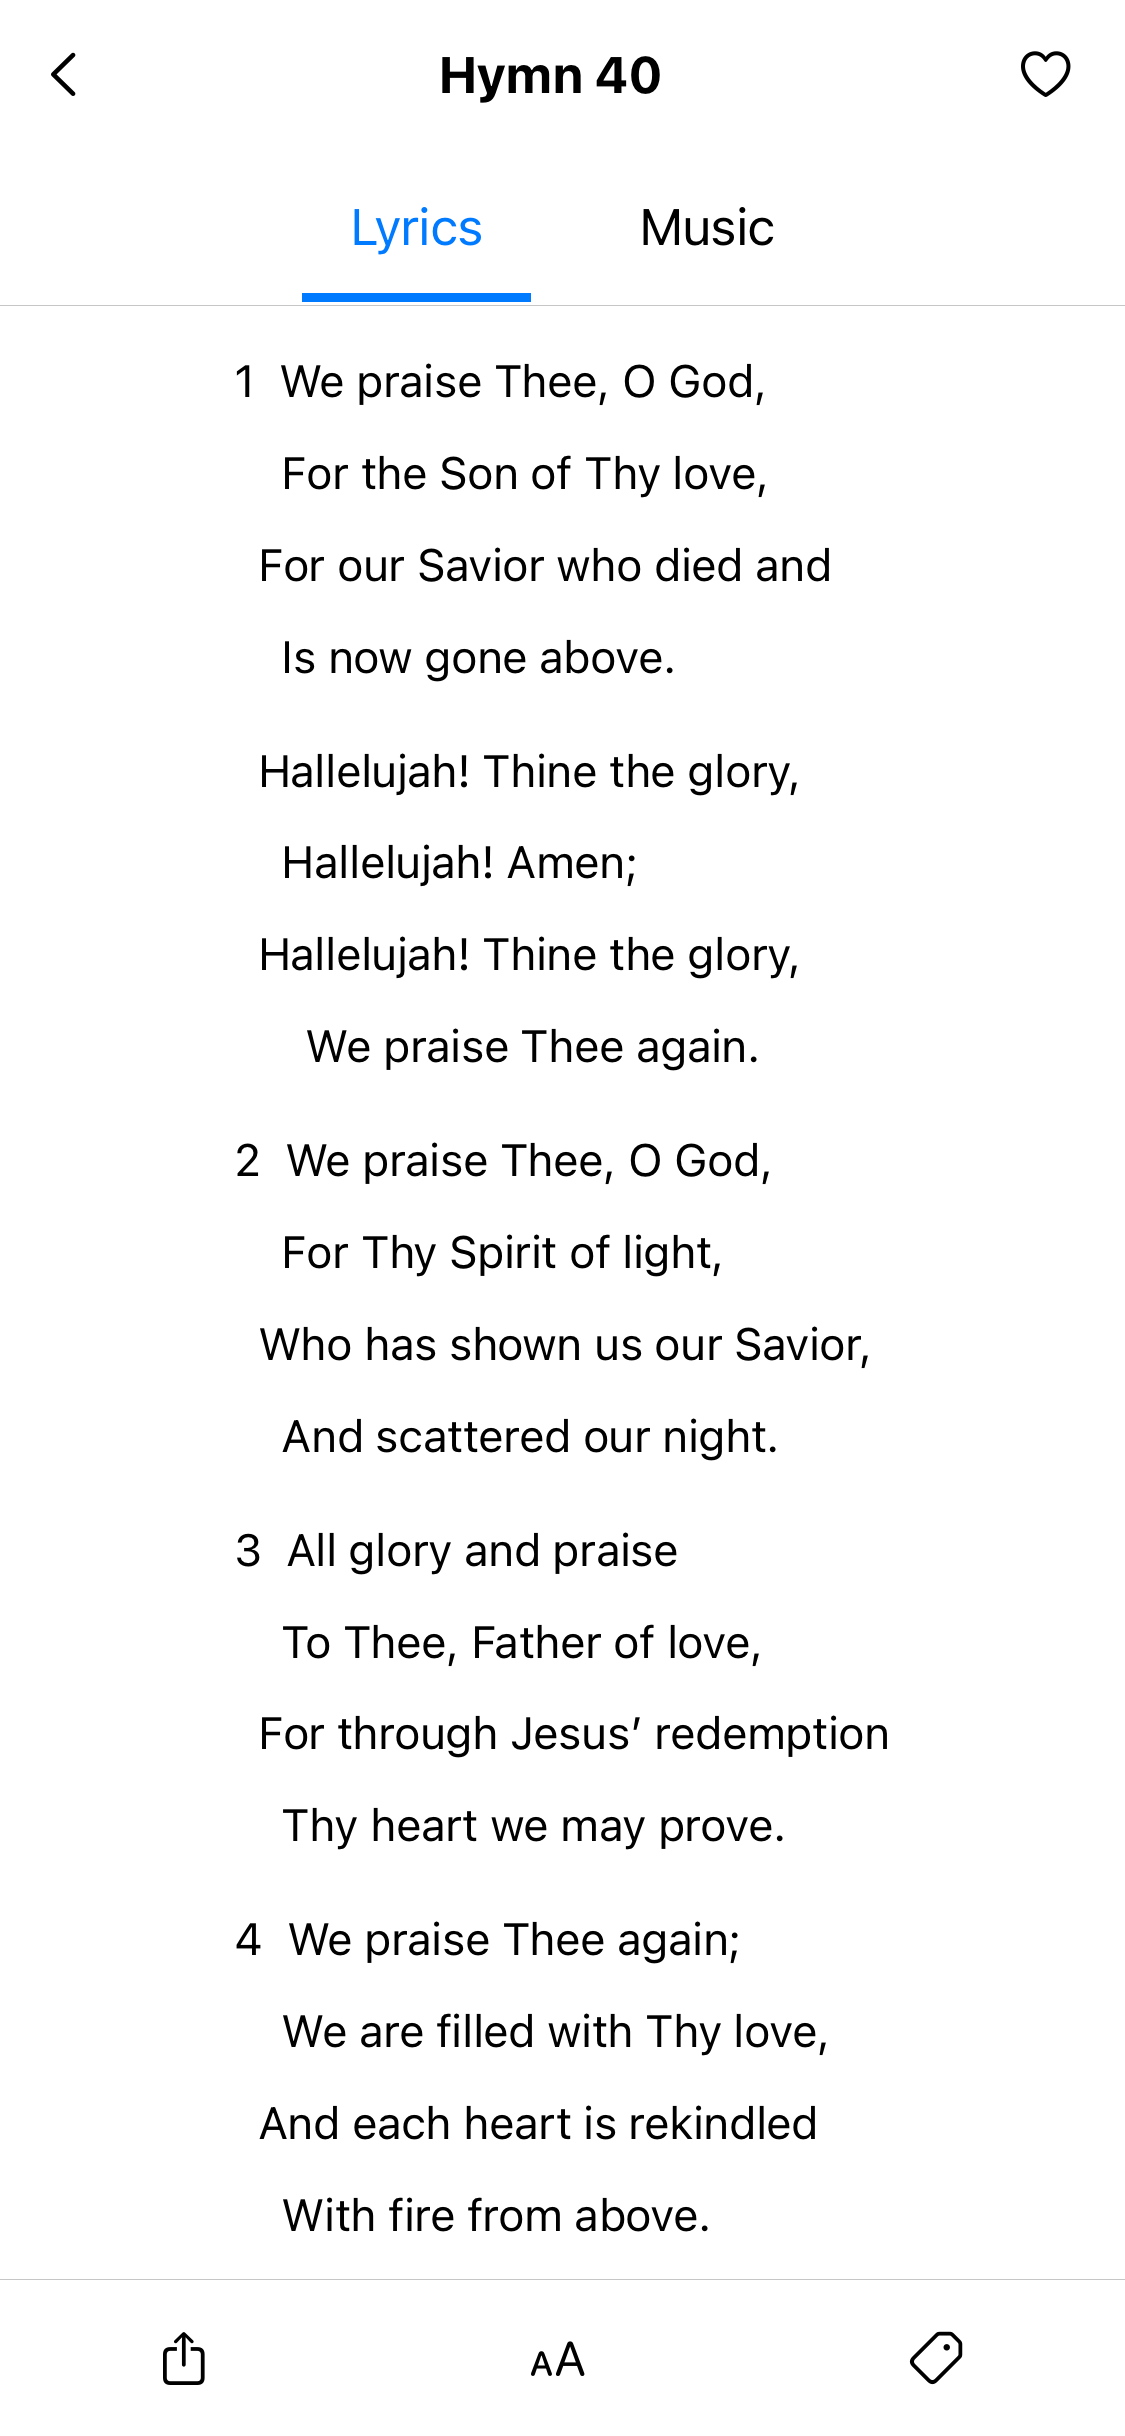 Hymn 40
Lyrics Music
1 We praise Thee, O God,
For the Son of Thy love,
For our Savior who died and
Is now gone above.
Hallelujah! Thine the glory,
Hallelujah! Amen;
Hallelujah! Thine the glory,
We praise Thee again.
2 We praise Thee, O God,
For Thy Spirit of light,
Who has shown us our Savior,
And scattered our night.
3 All glory and praise
To Thee, Father of love,
For through Jesus’ redemption
Thy heart we may prove.
4 We praise Thee again;
We are filled with Thy love,
And each heart is rekindled
With fire from above.
AA